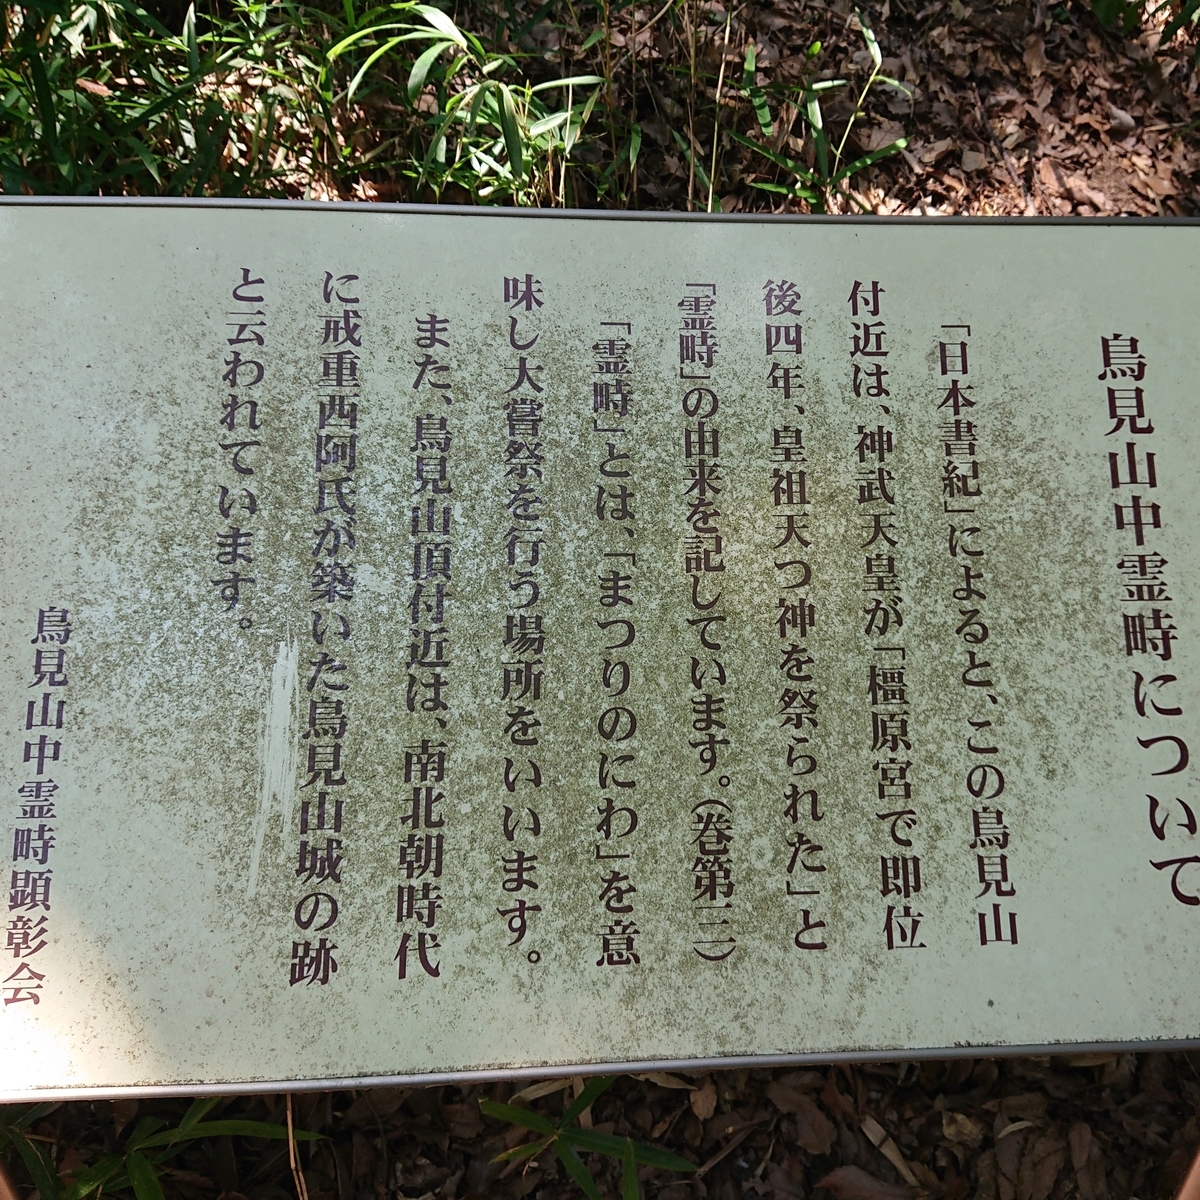 鳥見山中霊畤について
「日本書紀」によると、この鳥見山
付近は、神武天皇が「橿原宮で即位
後四年、皇祖天つ神を祭られた」と
「霊畤」の由来を記しています。（巻第三）
「霊畤」とは、「まつりのにわ」を意
味し大嘗祭を行う場所をいいます。
また、鳥見山頂付近は、南北朝時代
に戒重西阿氏が築いた鳥見山城の跡
と云われています。
鳥見山中霊畤顕彰会